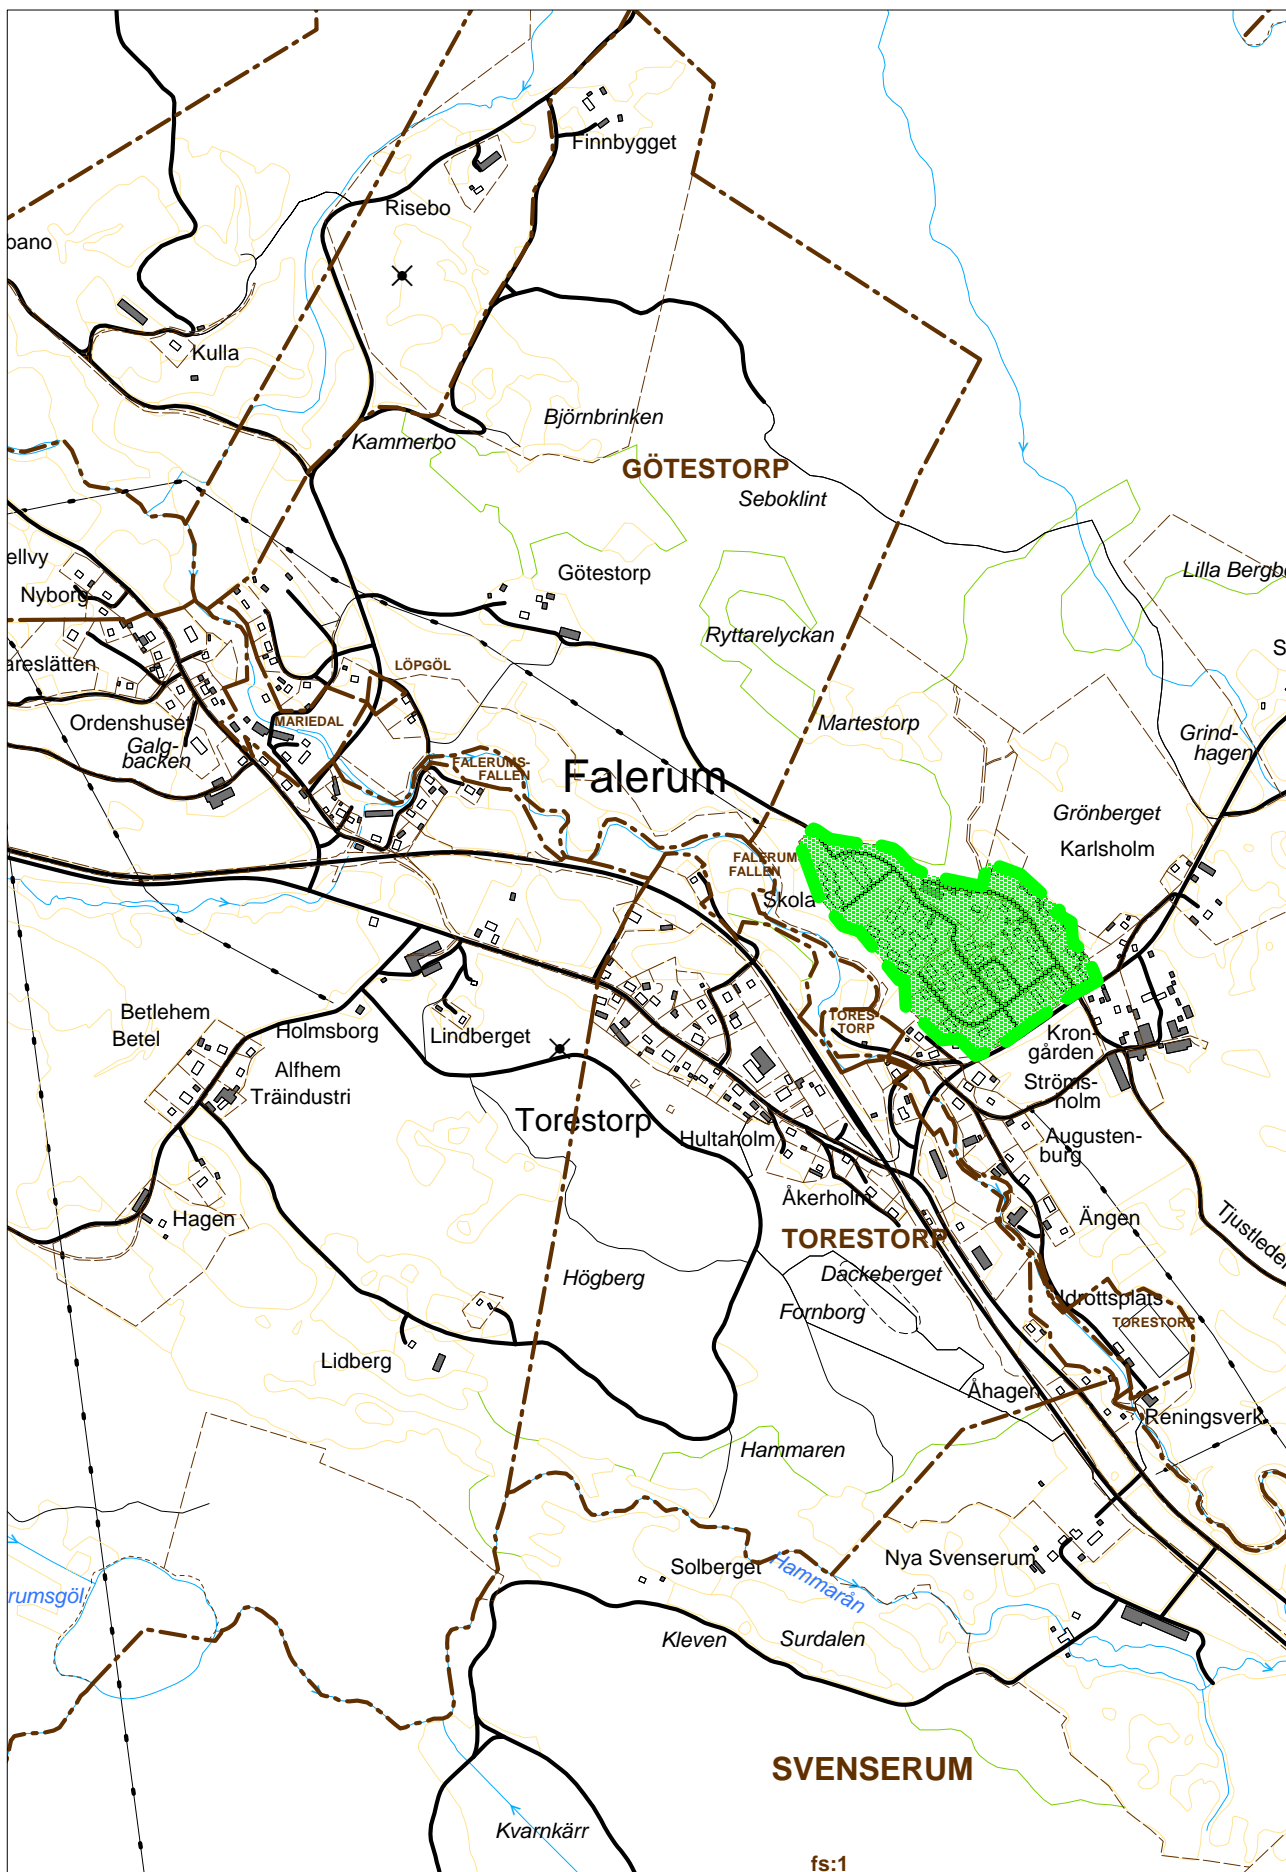 Finnbygget
Risebo
bano
Kulla
Björnbrinken
Kammerbo
GÖTESTORP
Seboklint
ellvy
Götestorp
Lilla Bergb
Nyborg
Ryttarelyckan
areslätten
LÖPGÖL
S
Ordenshuset
MARIEDAL
Martestorp
Galg-
backen
Grind-
hagen
FALERUMS-
FALLEN
Falerum
Grönberget
Karlsholm
FALERUM
FALLEN
Skola
Betlehem
Betel
Holmsborg
Lindberget
TORES-
TORP
Kron-
gården
Alfhem
Träindustri
Ströms-
holm
Torestorp
Hultaholm
Augusten-
burg
Åkerholm
Hagen
Ängen
Tjustleden
TORESTORP
Högberg
Dackeberget
Fornborg
Idrottsplats
TORESTORP
Lidberg
Åhagen
Reningsverk
Hammaren
Solberget
Hammarån
Nya Svenserum
rumsgöl
Kleven
Surdalen
SVENSERUM
Kvarnkärr
fs:1